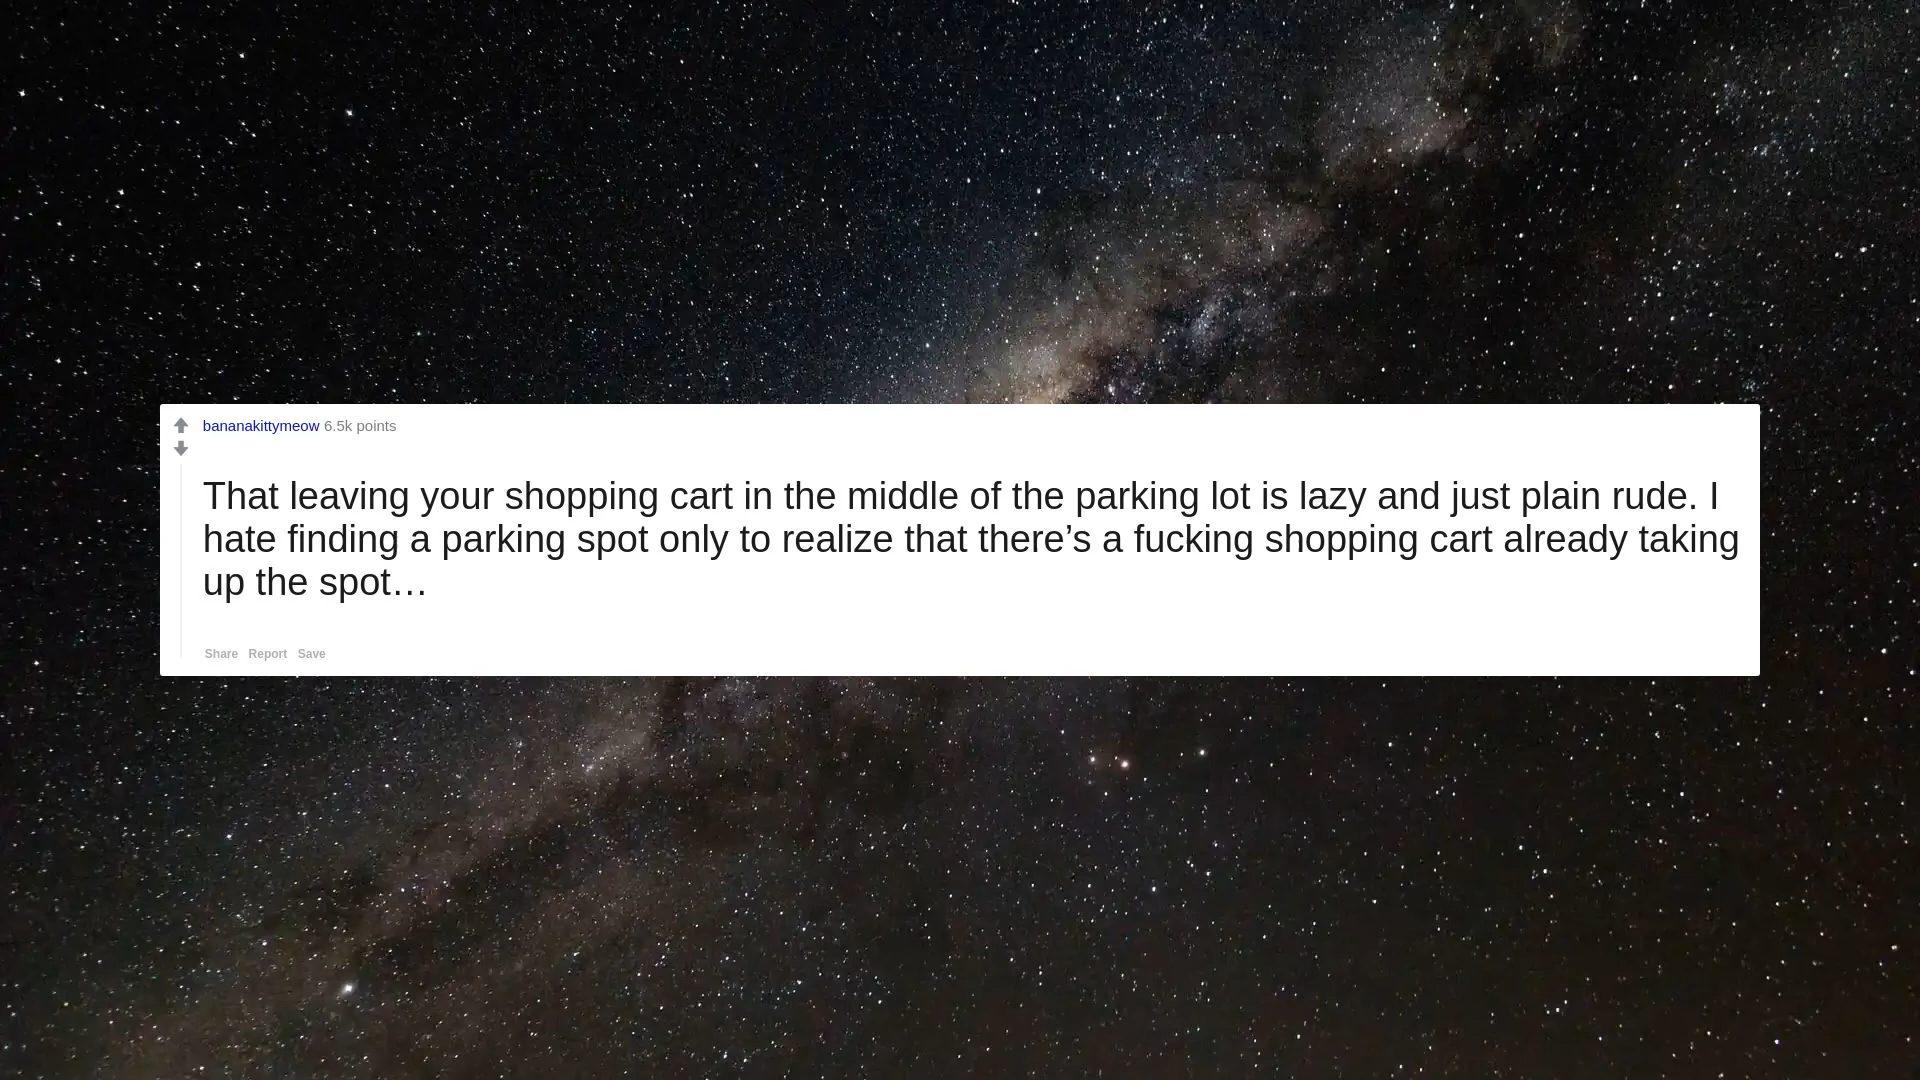 bananakittymeow 6.5k points
That leaving your shopping cart in the middle of the parking lot is lazy and just plain rude. I
hate finding a parking spot only to realize that there’s a fucking shopping cart already taking
up the spot…
Share Report Save